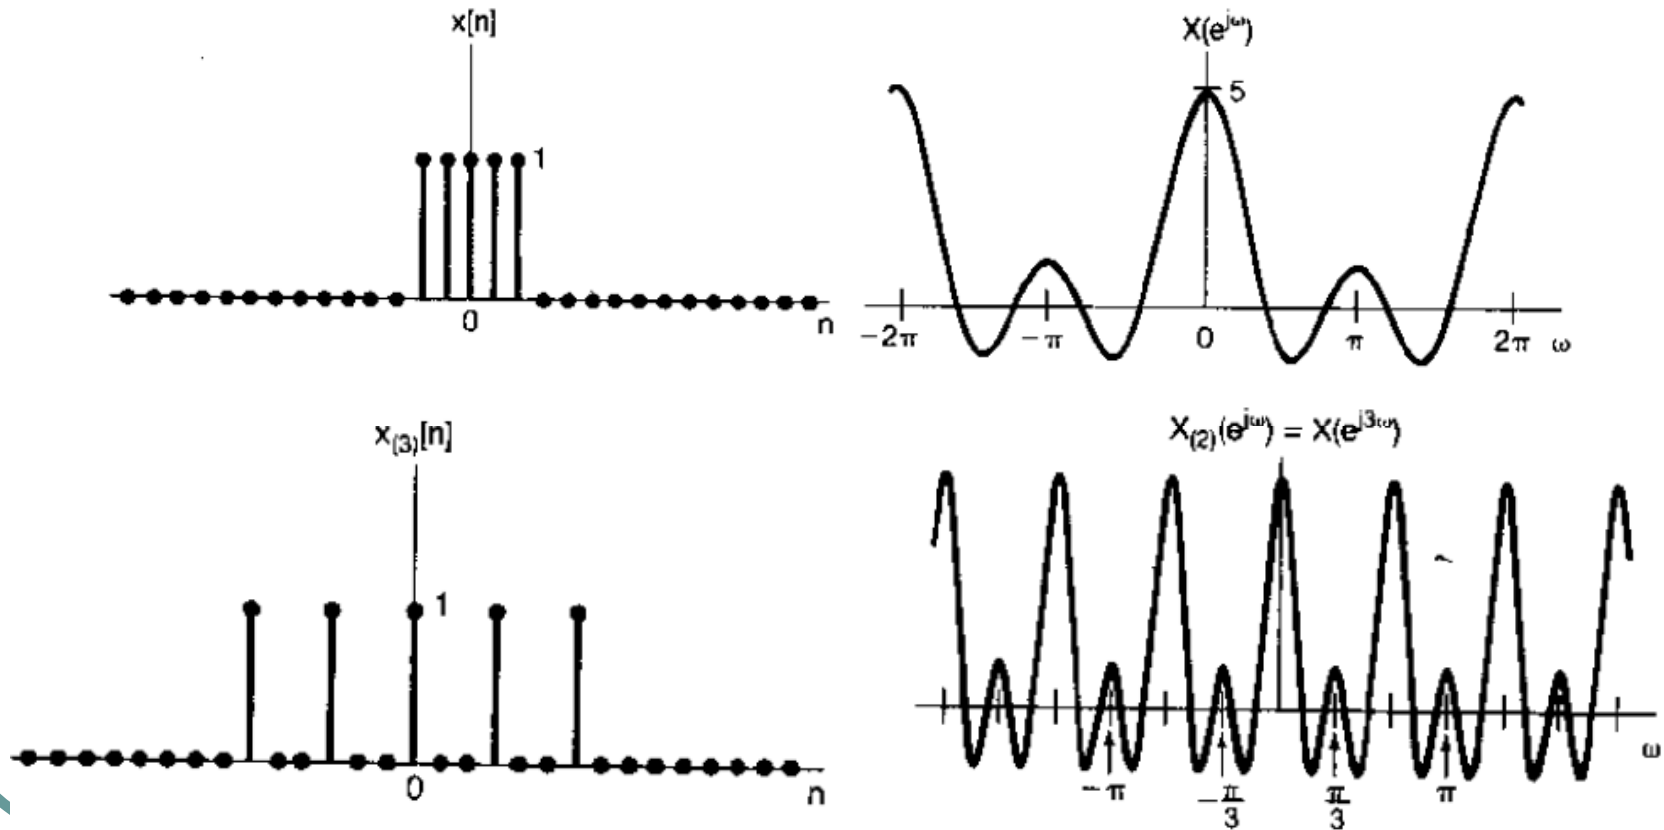 x[n]
1
0
n
X(e^{jω})
5
−2π
−π
0
π
2π ω
x_{(3)}[n]
1
0
n
X_{(2)}(e^{jω}) = X(e^{j3ω})
−π
−π/3
π/3
π
ω